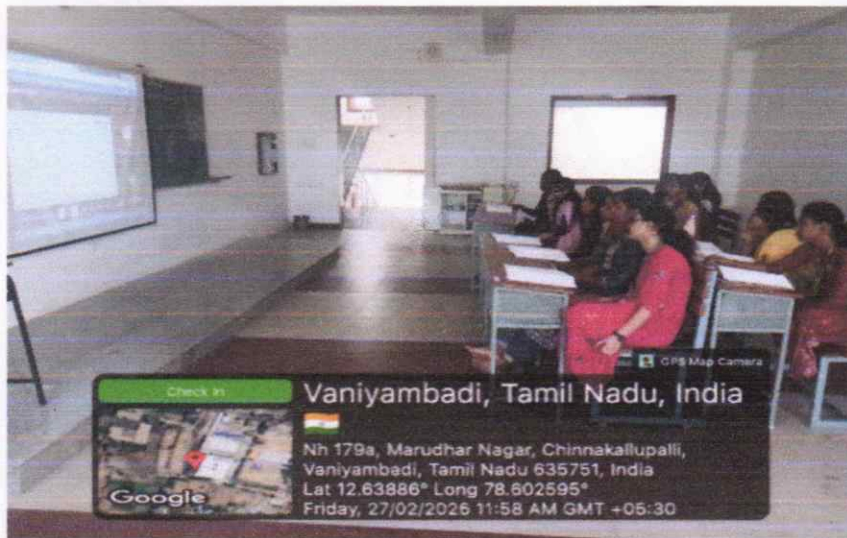 GPS Map Camera
Check In
Vaniyambadi, Tamil Nadu, India
Nh 179a, Marudhar Nagar, Chinnakallupalli,
Vaniyambadi, Tamil Nadu 635751, India
Lat 12.63886° Long 78.602595°
Friday, 27/02/2026 11:58 AM GMT +05:30
Google